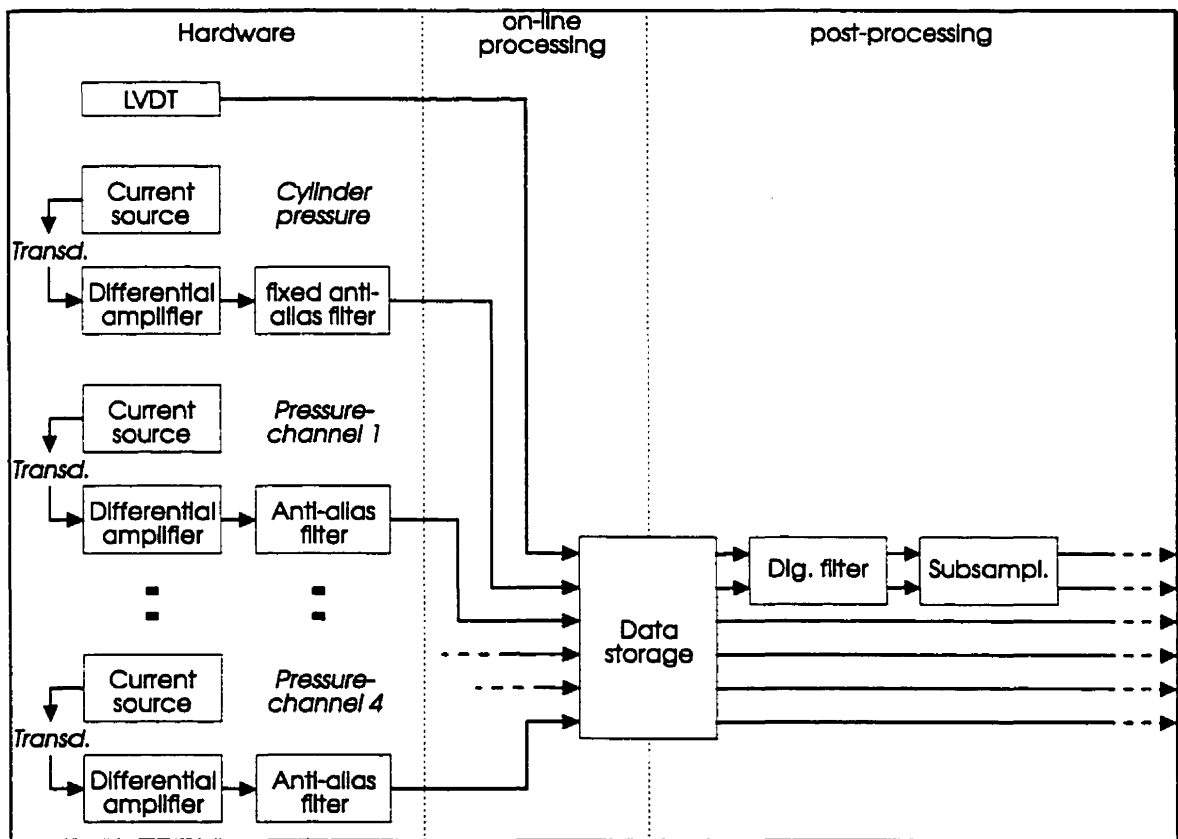 Hardware
on-line
processing
post-processing
LVDT
Current
source
Cylinder
pressure
Transd.
Differential
amplifier
fixed anti-
alias filter
Current
source
Pressure-
channel 1
Transd.
Differential
amplifier
Anti-alias
filter
Data
storage
Dig. filter
Subsampl.
Current
source
Pressure-
channel 4
Transd.
Differential
amplifier
Anti-alias
filter